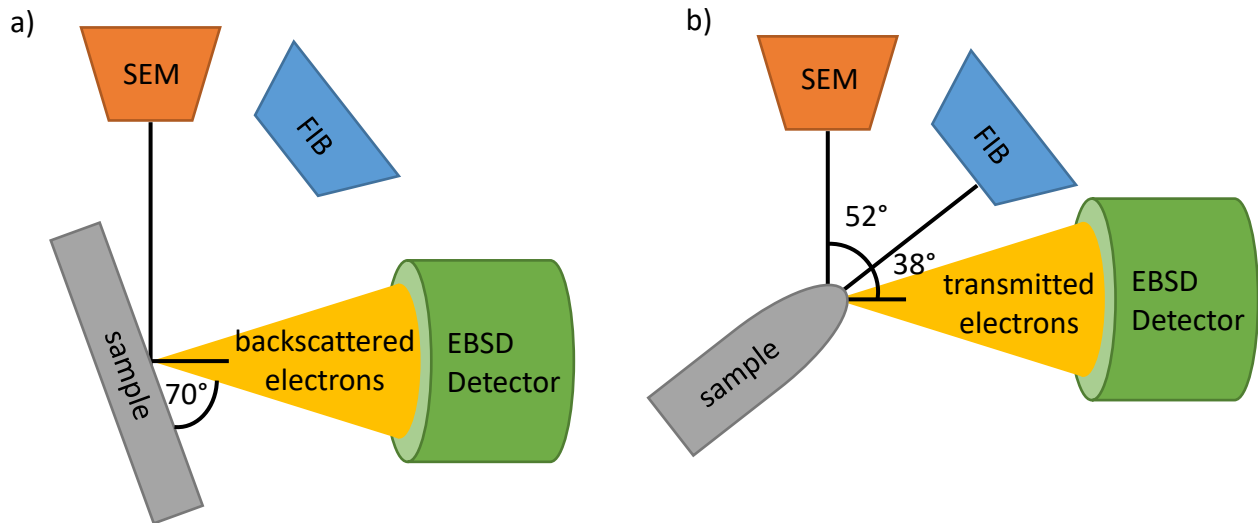 a)
SEM
FIB
sample
70°
backscattered
electrons
EBSD
Detector
b)
SEM
FIB
52°
38°
sample
transmitted
electrons
EBSD
Detector